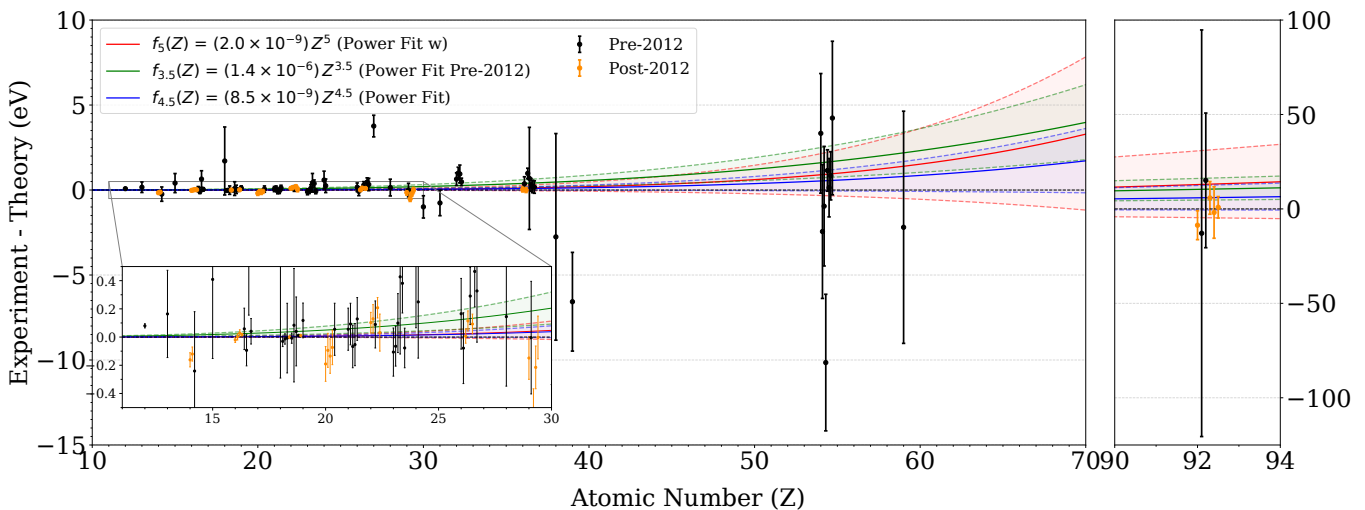 10
5
0
−5
−10
−15
Experiment - Theory (eV)
f₅(Z) = (2.0 × 10⁻⁹) Z⁵ (Power Fit w)
f₃.₅(Z) = (1.4 × 10⁻⁶) Z³·⁵ (Power Fit Pre-2012)
f₄.₅(Z) = (8.5 × 10⁻⁹) Z⁴·⁵ (Power Fit)
Pre-2012
Post-2012
0.4
0.2
0.0
0.2
0.4
15 20 25 30
10 20 30 40 50 60 70
90 92 94
100
50
0
−50
−100
Atomic Number (Z)